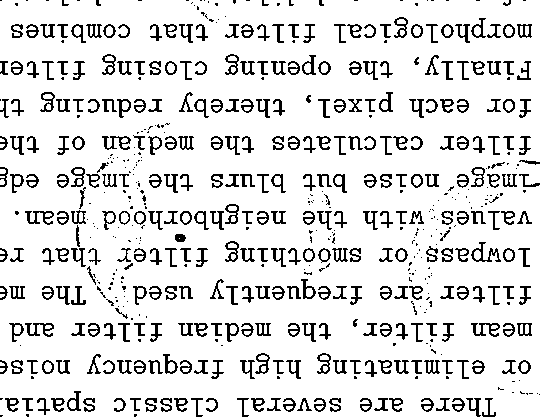 There are several classic spatial
or eliminating high frequency noise
mean filter, the median filter and
filter are frequently used. The me
lowpass or smoothing filter that re
values with the neighborhood mean.
image noise but blurs the image edg
filter calculates the median of the
for each pixel, thereby reducing th
Finally, the opening closing filter
morphological filter that combines